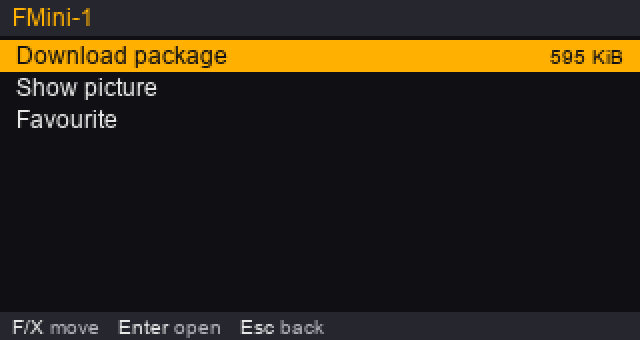 FMini-1
Download package 595 KiB
Show picture
Favourite
F/X move Enter open Esc back